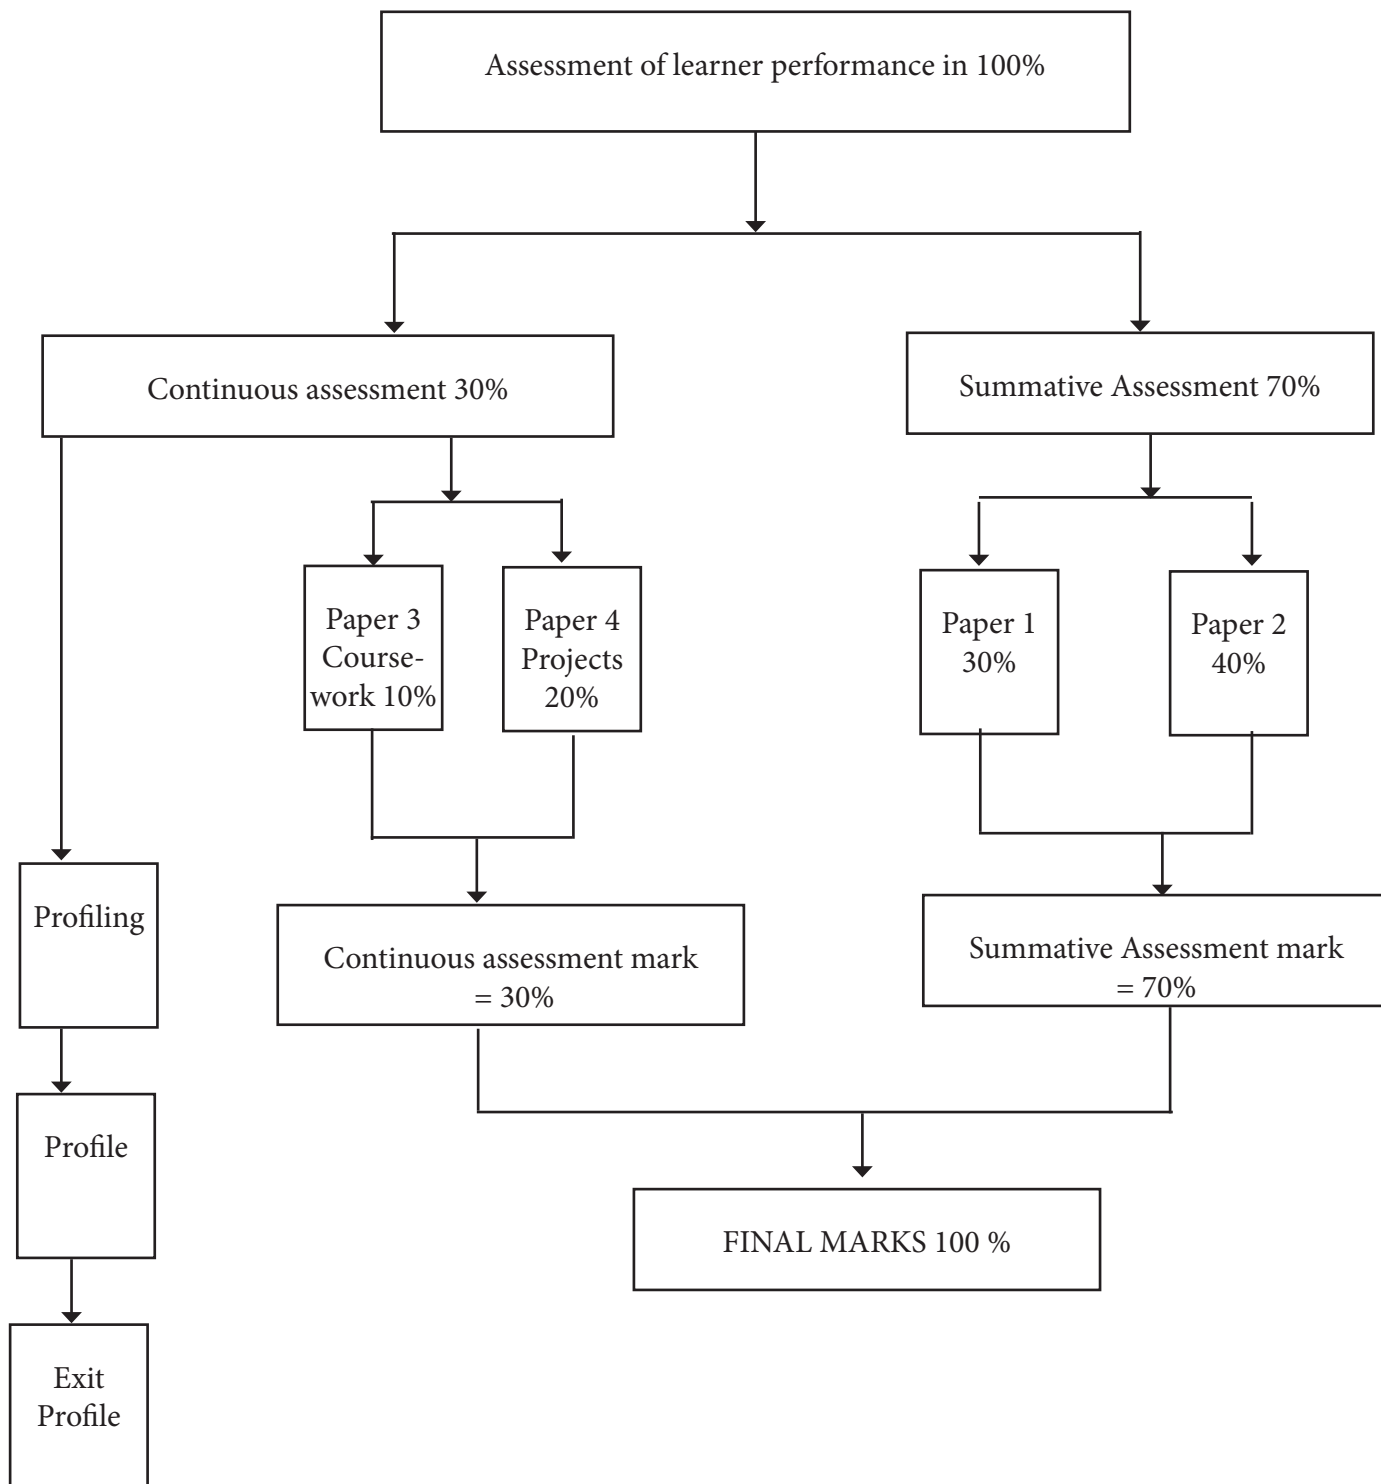 Assessment of learner performance in 100%
Continuous assessment 30%
Summative Assessment 70%
Paper 3
Course-
work 10%
Paper 4
Projects
20%
Paper 1
30%
Paper 2
40%
Profiling
Continuous assessment mark
= 30%
Summative Assessment mark
= 70%
Profile
FINAL MARKS 100 %
Exit
Profile